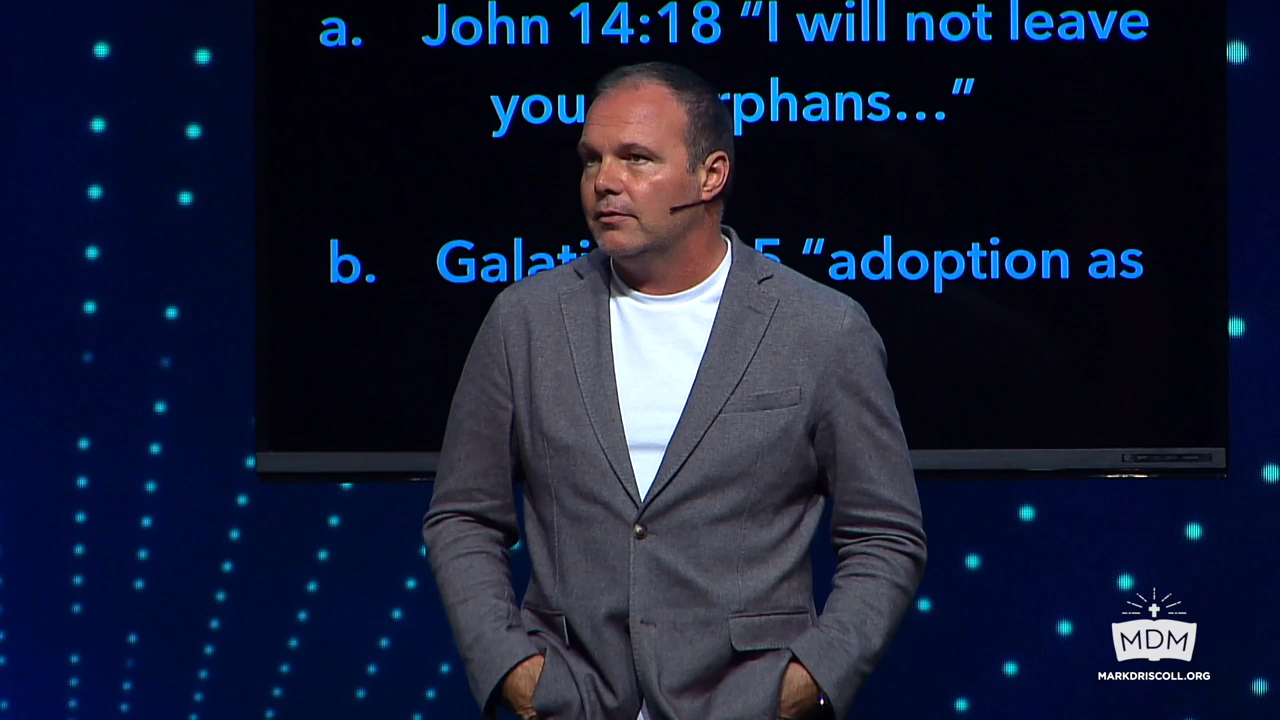 a. John 14:18 “I will not leave
you rphans…”
b. Galati 5 “adoption as
MDM
MARKDRISCOLL.ORG